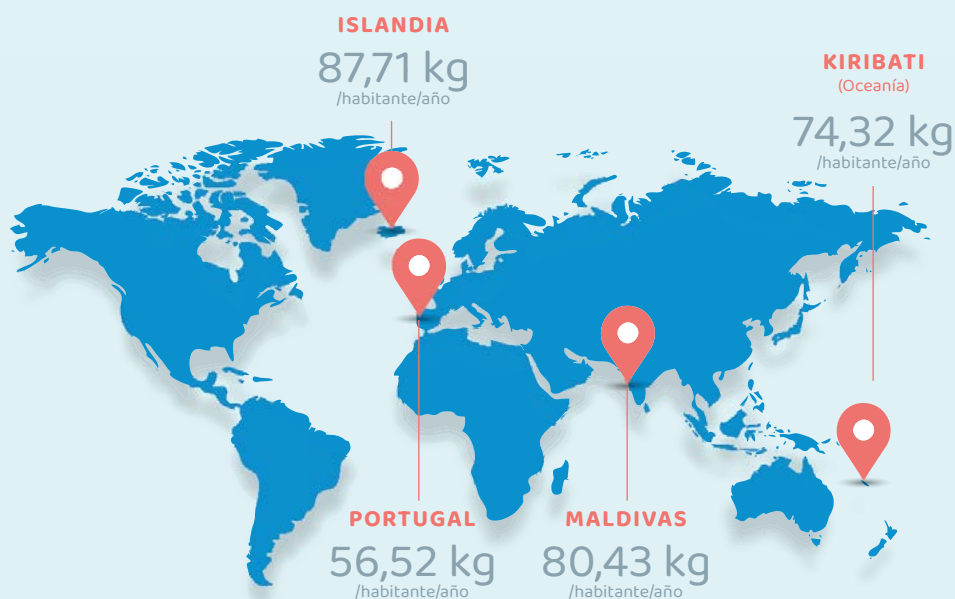 ISLANDIA
87,71 kg
/habitante/año
KIRIBATI
(Oceanía)
74,32 kg
/habitante/año
PORTUGAL
56,52 kg
/habitante/año
MALDIVAS
80,43 kg
/habitante/año